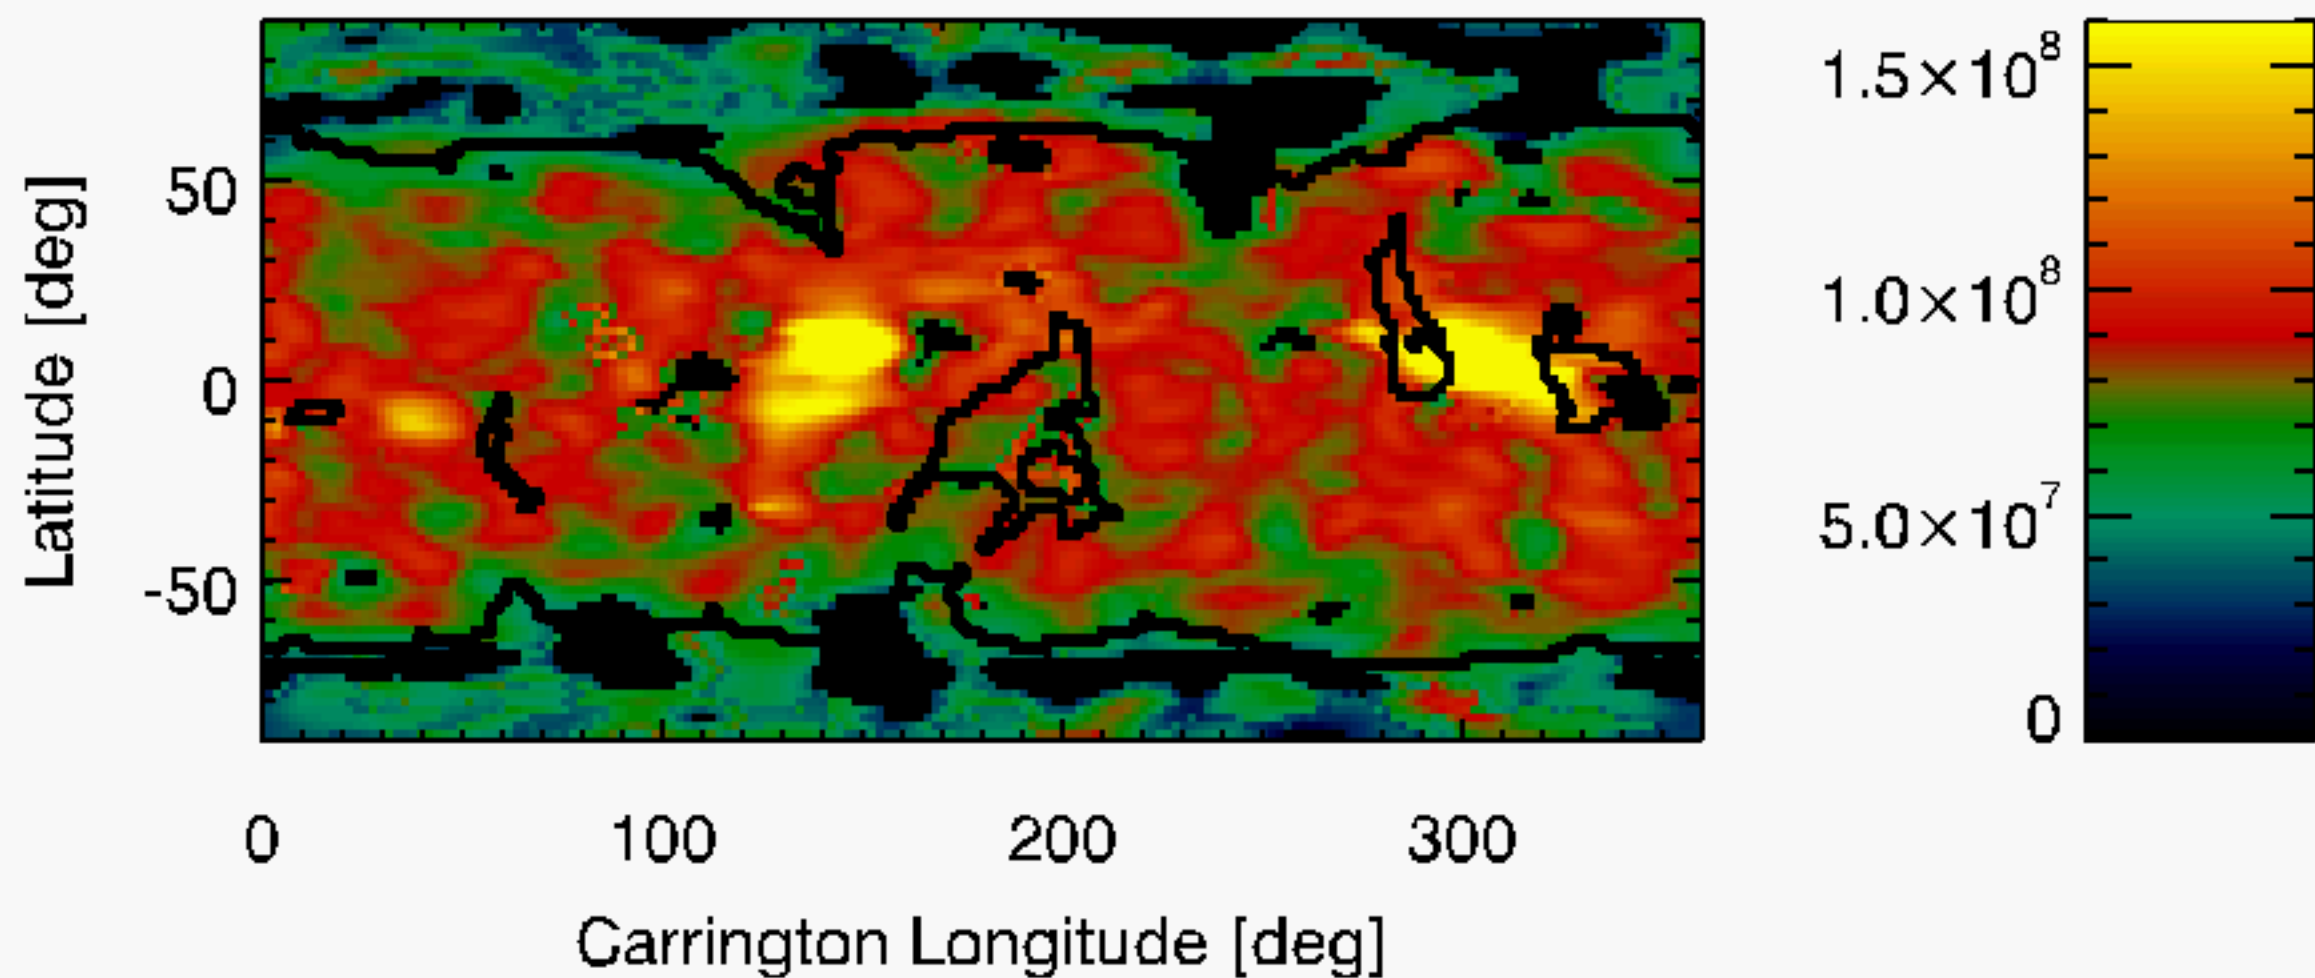 Latitude [deg]
50
0
-50
0 100 200 300
Carrington Longitude [deg]
1.5×10⁸
1.0×10⁸
5.0×10⁷
0